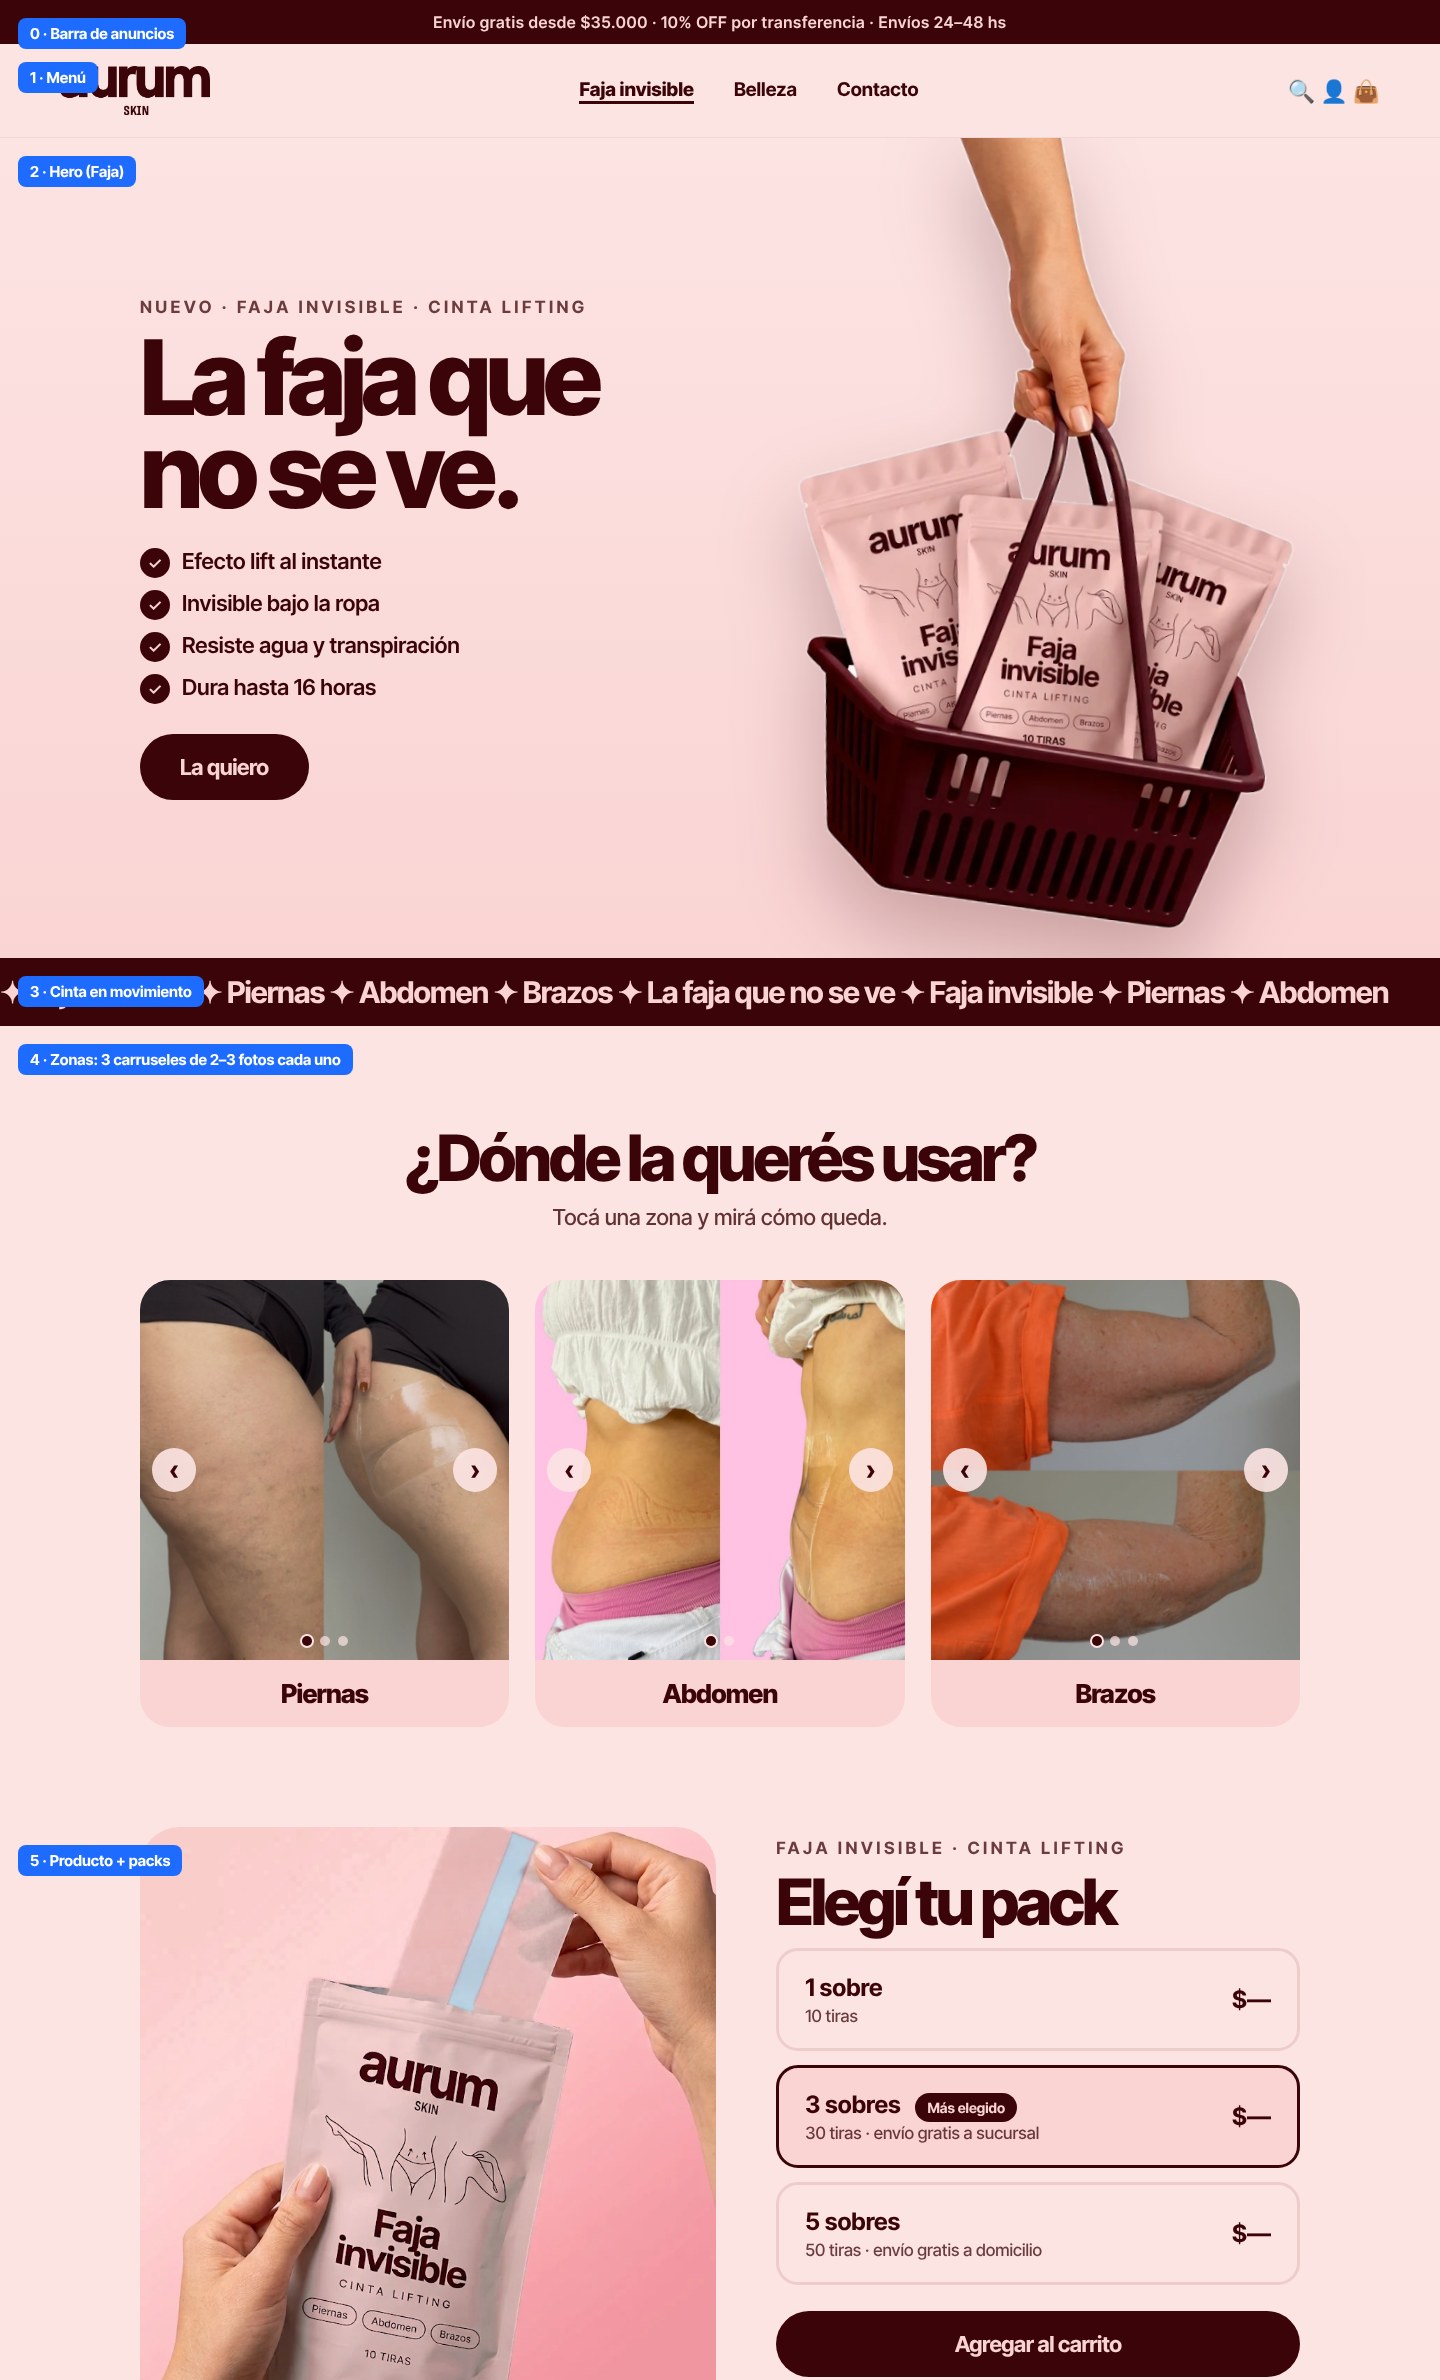 Envío gratis desde $35.000 · 10% OFF por transferencia · Envíos 24–48 hs
0 · Barra de anuncios
1 · Menú
aurum
SKIN
Faja invisible
Belleza
Contacto
2 · Hero (Faja)
NUEVO · FAJA INVISIBLE · CINTA LIFTING
La faja que
no se ve.
Efecto lift al instante
Invisible bajo la ropa
Resiste agua y transpiración
Dura hasta 16 horas
La quiero
aurum
SKIN
aurum
SKIN
Faja
invisible
CINTA LIFTING
Piernas Abdomen Brazos
10 TIRAS
3 · Cinta en movimiento
✦ Piernas ✦ Abdomen ✦ Brazos ✦ La faja que no se ve ✦ Faja invisible ✦ Piernas ✦ Abdomen
4 · Zonas: 3 carruseles de 2–3 fotos cada uno
¿Dónde la querés usar?
Tocá una zona y mirá cómo queda.
‹ ›
‹ ›
‹ ›
Piernas
Abdomen
Brazos
5 · Producto + packs
aurum
SKIN
Faja
invisible
CINTA LIFTING
Piernas Abdomen Brazos
10 TIRAS
FAJA INVISIBLE · CINTA LIFTING
Elegí tu pack
1 sobre
10 tiras
$—
3 sobres Más elegido
30 tiras · envío gratis a sucursal
$—
5 sobres
50 tiras · envío gratis a domicilio
$—
Agregar al carrito